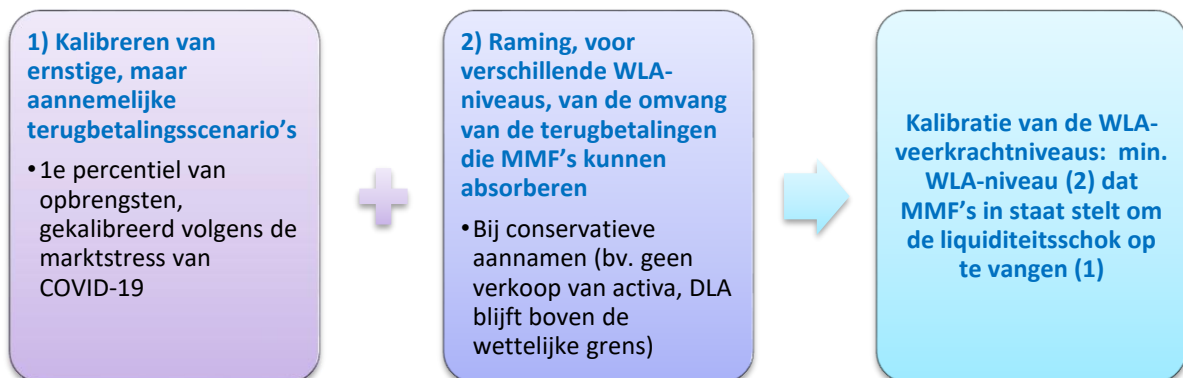 1) Kalibreren van
ernstige, maar
aannemelijke
terugbetalingsscenario's
• 1e percentiel van
opbrengsten,
gekalibreerd volgens de
marktstress van
COVID-19
2) Raming, voor
verschillende WLA-
niveaus, van de omvang
van de terugbetalingen
die MMF's kunnen
absorberen
• Bij conservatieve
aannamen (bv. geen
verkoop van activa, DLA
blijft boven de
wettelijke grens)
Kalibratie van de WLA-
veerkrachtniveaus: min.
WLA-niveau (2) dat
MMF's in staat stelt om
de liquiditeitsschok op
te vangen (1)